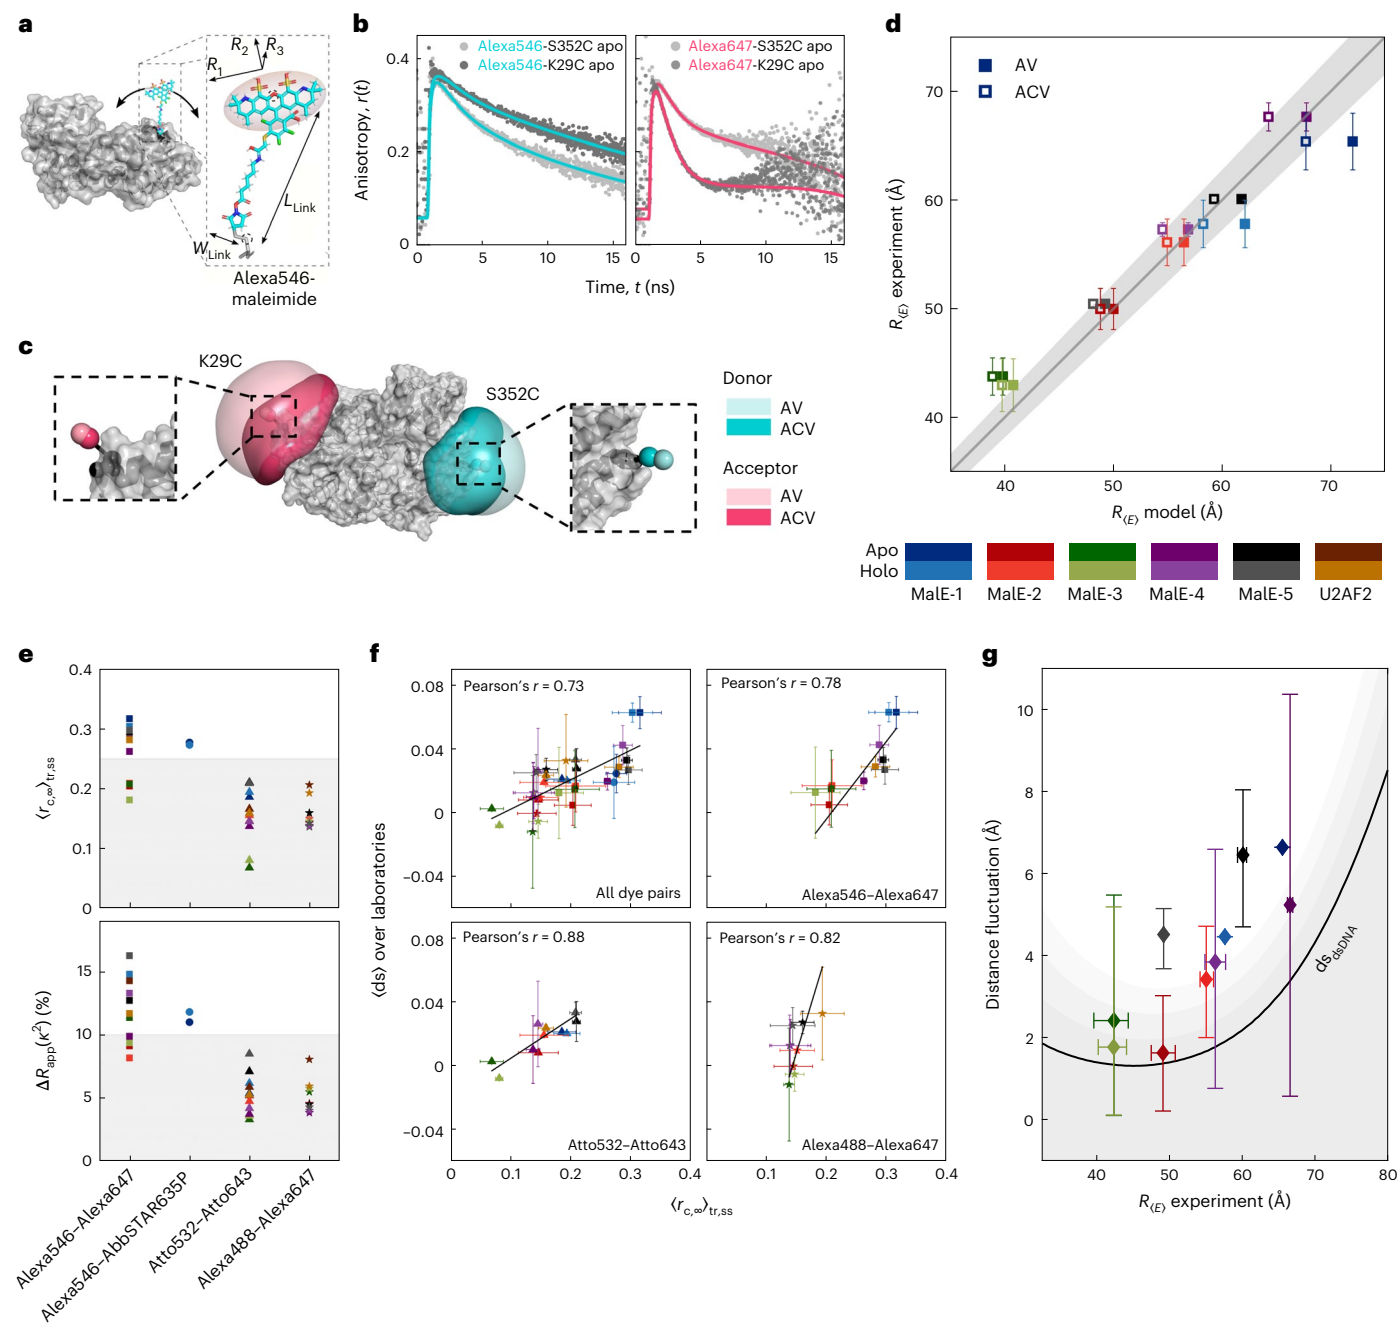 a
R2
R3
R1
LLink
WLink
Alexa546-
maleimide
b
Alexa546-S352C apo
Alexa546-K29C apo
Alexa647-S352C apo
Alexa647-K29C apo
Anisotropy, r(t)
0.4
0.2
0
0 5 10 15
0 5 10 15
Time, t (ns)
c
K29C
S352C
Donor
AV
ACV
Acceptor
AV
ACV
d
AV
ACV
R⟨E⟩ experiment (Å)
70
60
50
40
40 50 60 70
R⟨E⟩ model (Å)
Apo
Holo
MalE-1 MalE-2 MalE-3 MalE-4 MalE-5 U2AF2
e
⟨rc,∞⟩tr,ss
0.4
0.3
0.2
0.1
0
ΔRapp(κ²) (%)
15
10
5
0
Alexa546–Alexa647
Alexa546–AbbSTAR635P
Atto532–Atto643
Alexa488–Alexa647
f
⟨ds⟩ over laboratories
0.08
0.04
0
−0.04
Pearson's r = 0.73
All dye pairs
Pearson's r = 0.78
Alexa546–Alexa647
0.08
0.04
0
−0.04
Pearson's r = 0.88
Atto532–Atto643
Pearson's r = 0.82
Alexa488–Alexa647
0 0.1 0.2 0.3 0.4
0.1 0.2 0.3 0.4
⟨rc,∞⟩tr,ss
g
Distance fluctuation (Å)
10
8
6
4
2
0
dsdsDNA
40 50 60 70 80
R⟨E⟩ experiment (Å)